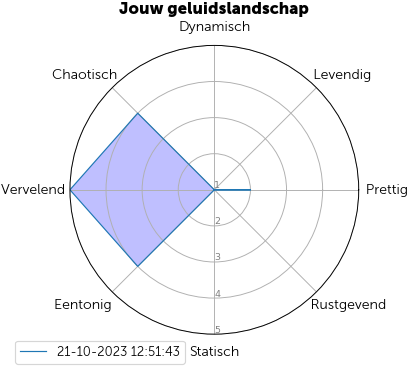 Jouw geluidslandschap
Dynamisch
Chaotisch
Levendig
Vervelend
1
Prettig
2
3
Eentonig
4
Rustgevend
5
21-10-2023 12:51:43
Statisch